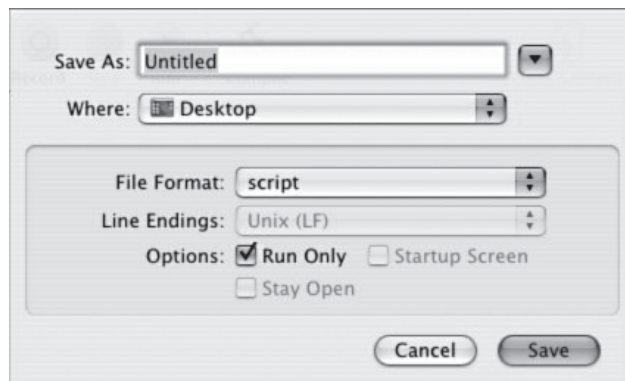 Save As: Untitled
Where: Desktop
File Format: script
Line Endings: Unix (LF)
Options: Run Only Startup Screen
Stay Open
Cancel Save